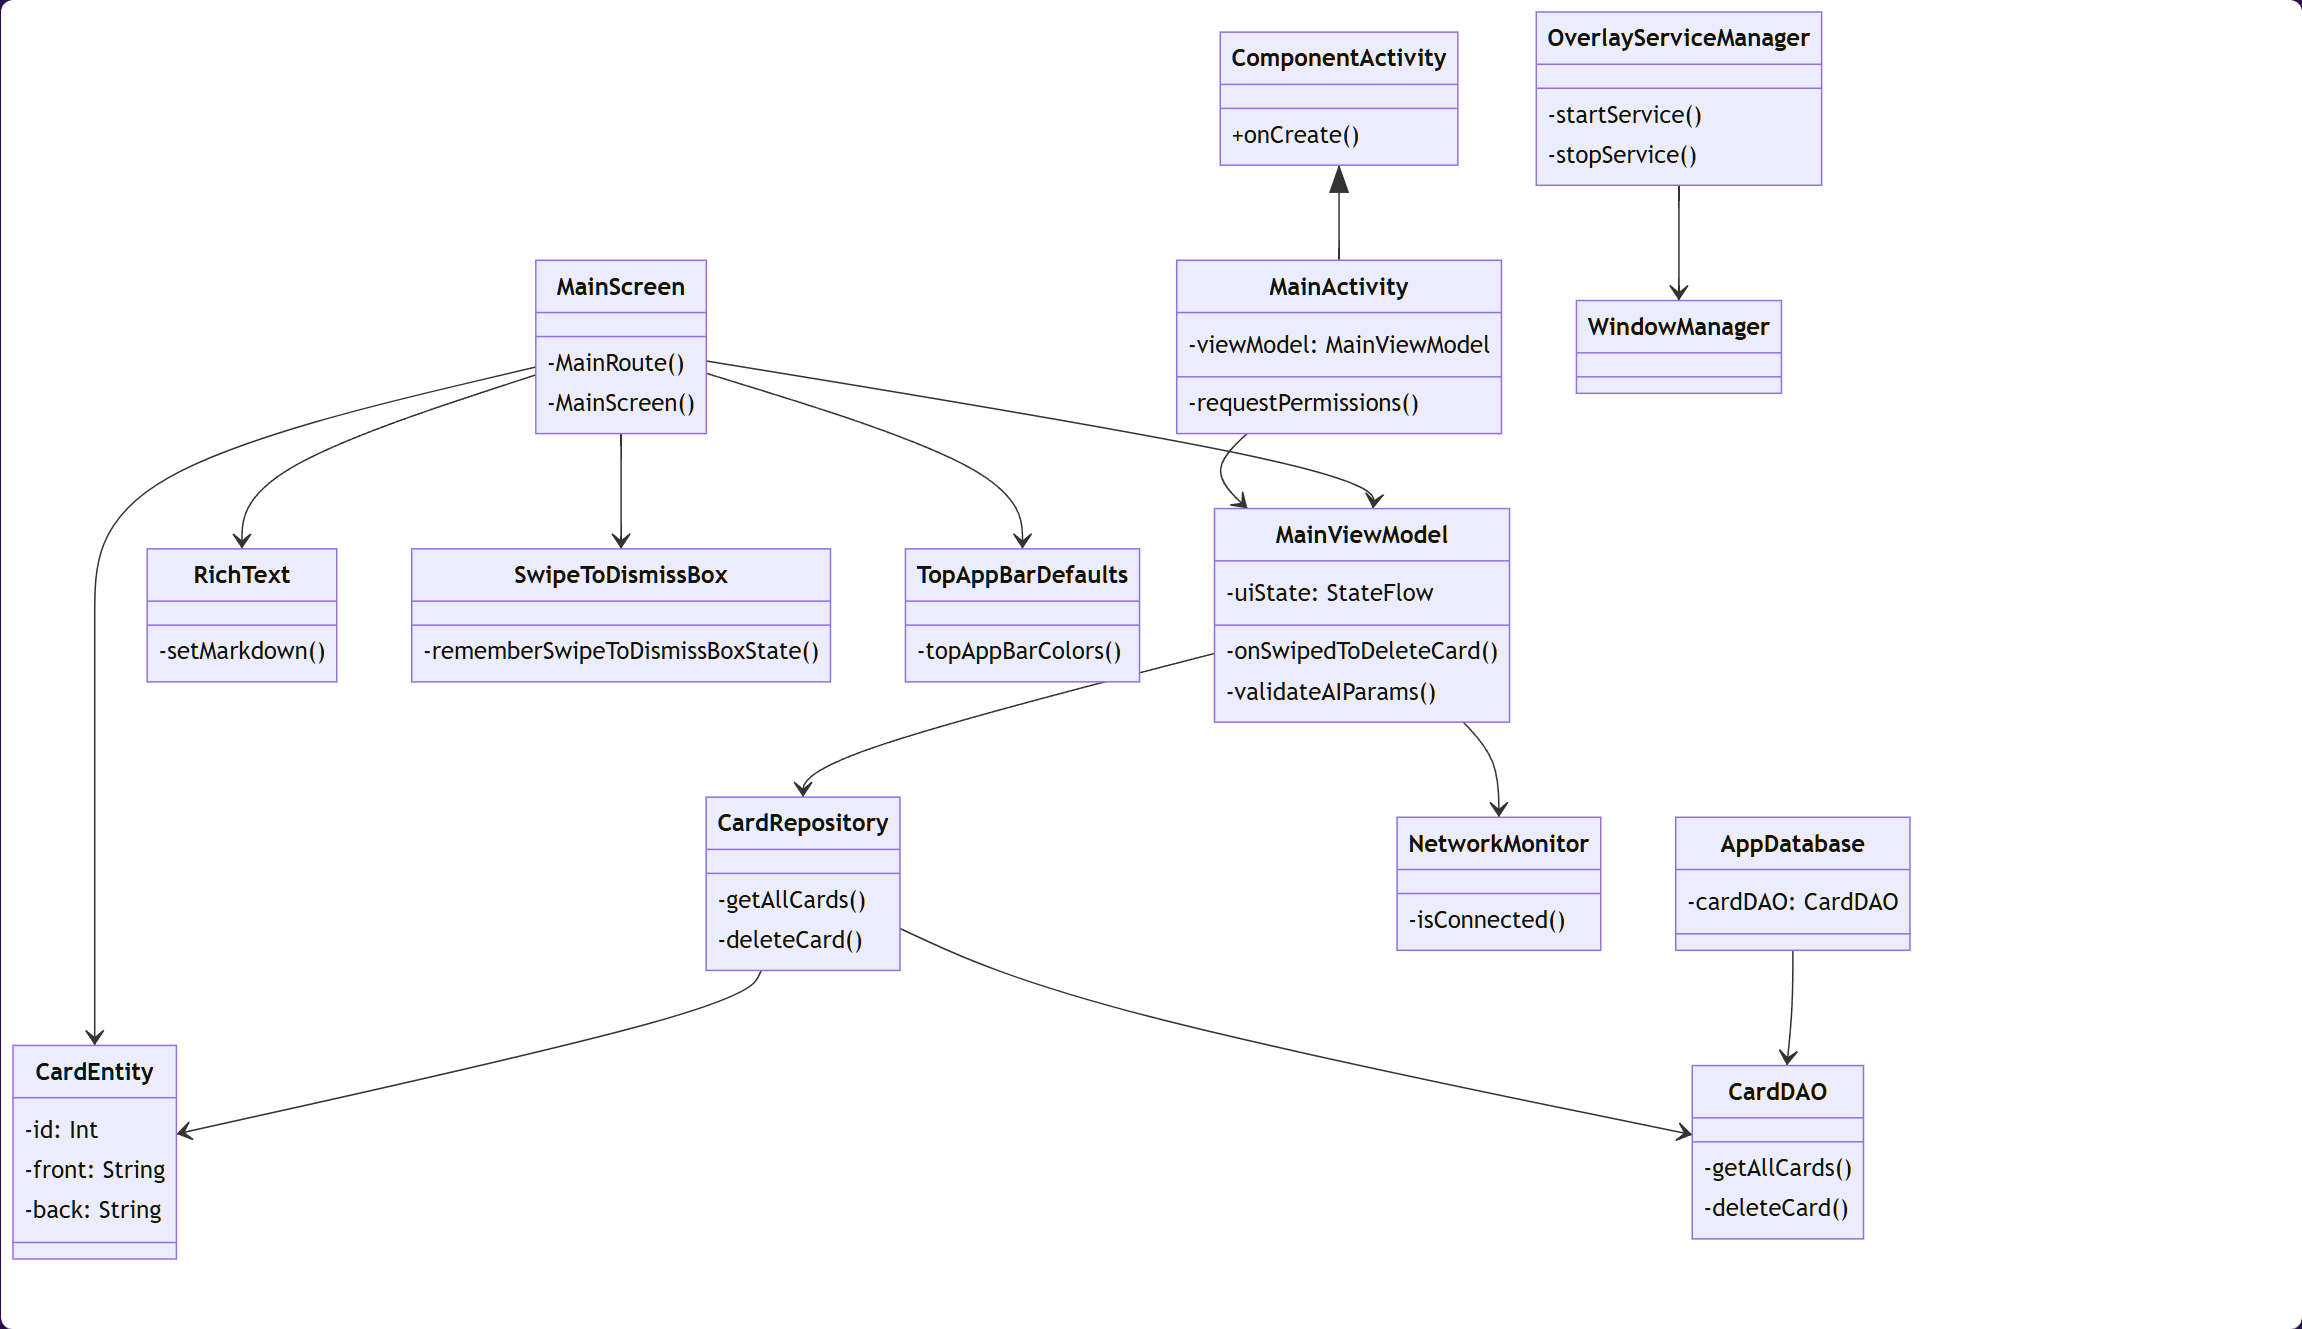 ComponentActivity
+onCreate()
OverlayServiceManager
-startService()
-stopService()
MainScreen
-MainRoute()
-MainScreen()
MainActivity
-viewModel: MainViewModel
-requestPermissions()
WindowManager
RichText
-setMarkdown()
SwipeToDismissBox
-rememberSwipeToDismissBoxState()
TopAppBarDefaults
-topAppBarColors()
MainViewModel
-uiState: StateFlow
-onSwipedToDeleteCard()
-validateAIParams()
CardRepository
-getAllCards()
-deleteCard()
NetworkMonitor
-isConnected()
AppDatabase
-cardDAO: CardDAO
CardEntity
-id: Int
-front: String
-back: String
CardDAO
-getAllCards()
-deleteCard()